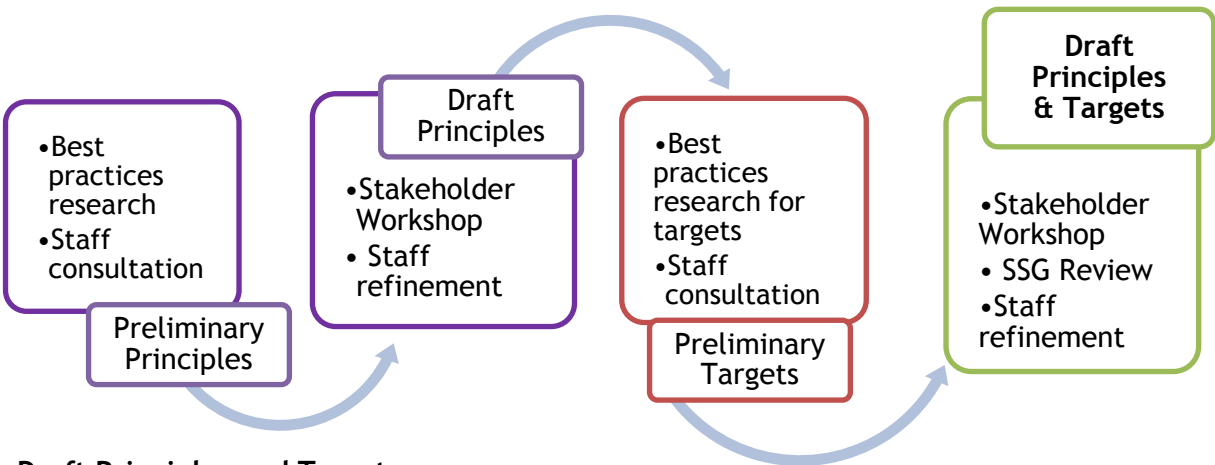 •Best
practices
research
•Staff
consultation
Preliminary
Principles
Draft
Principles
•Stakeholder
Workshop
• Staff
refinement
•Best
practices
research for
targets
•Staff
consultation
Preliminary
Targets
Draft
Principles
& Targets
•Stakeholder
Workshop
• SSG Review
•Staff
refinement